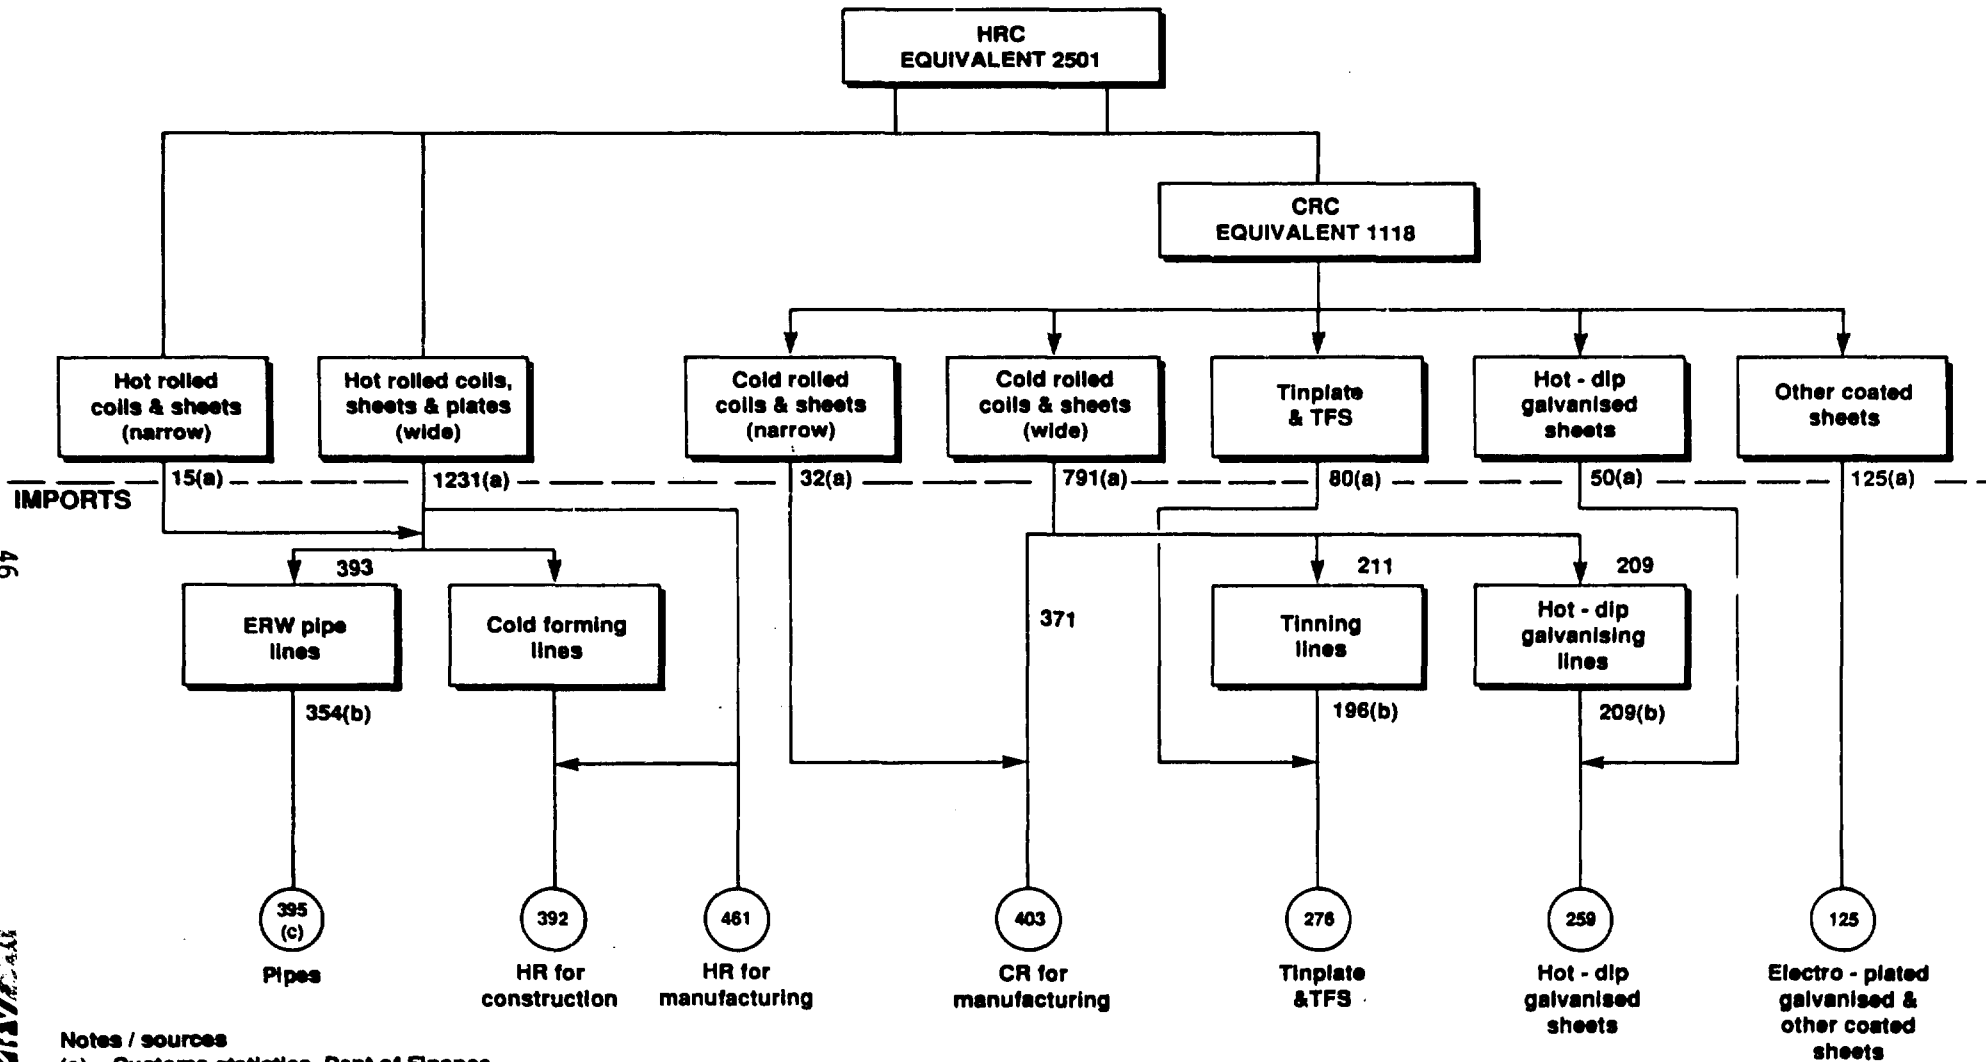 HRC
EQUIVALENT 2501
CRC
EQUIVALENT 1118
Hot rolled
coils & sheets
(narrow)
Hot rolled coils,
sheets & plates
(wide)
Cold rolled
coils & sheets
(narrow)
Cold rolled
coils & sheets
(wide)
Tinplate
& TFS
Hot - dip
galvanised
sheets
Other coated
sheets
15(a)
1231(a)
32(a)
791(a)
80(a)
50(a)
125(a)
IMPORTS
46
393
211
209
ERW pipe
lines
Cold forming
lines
371
Tinning
lines
Hot - dip
galvanising
lines
354(b)
196(b)
209(b)
395
(c)
392
461
403
276
259
125
Pipes
HR for
construction
HR for
manufacturing
CR for
manufacturing
Tinplate
&TFS
Hot - dip
galvanised
sheets
Electro - plated
galvanised &
other coated
sheets
Notes / sources